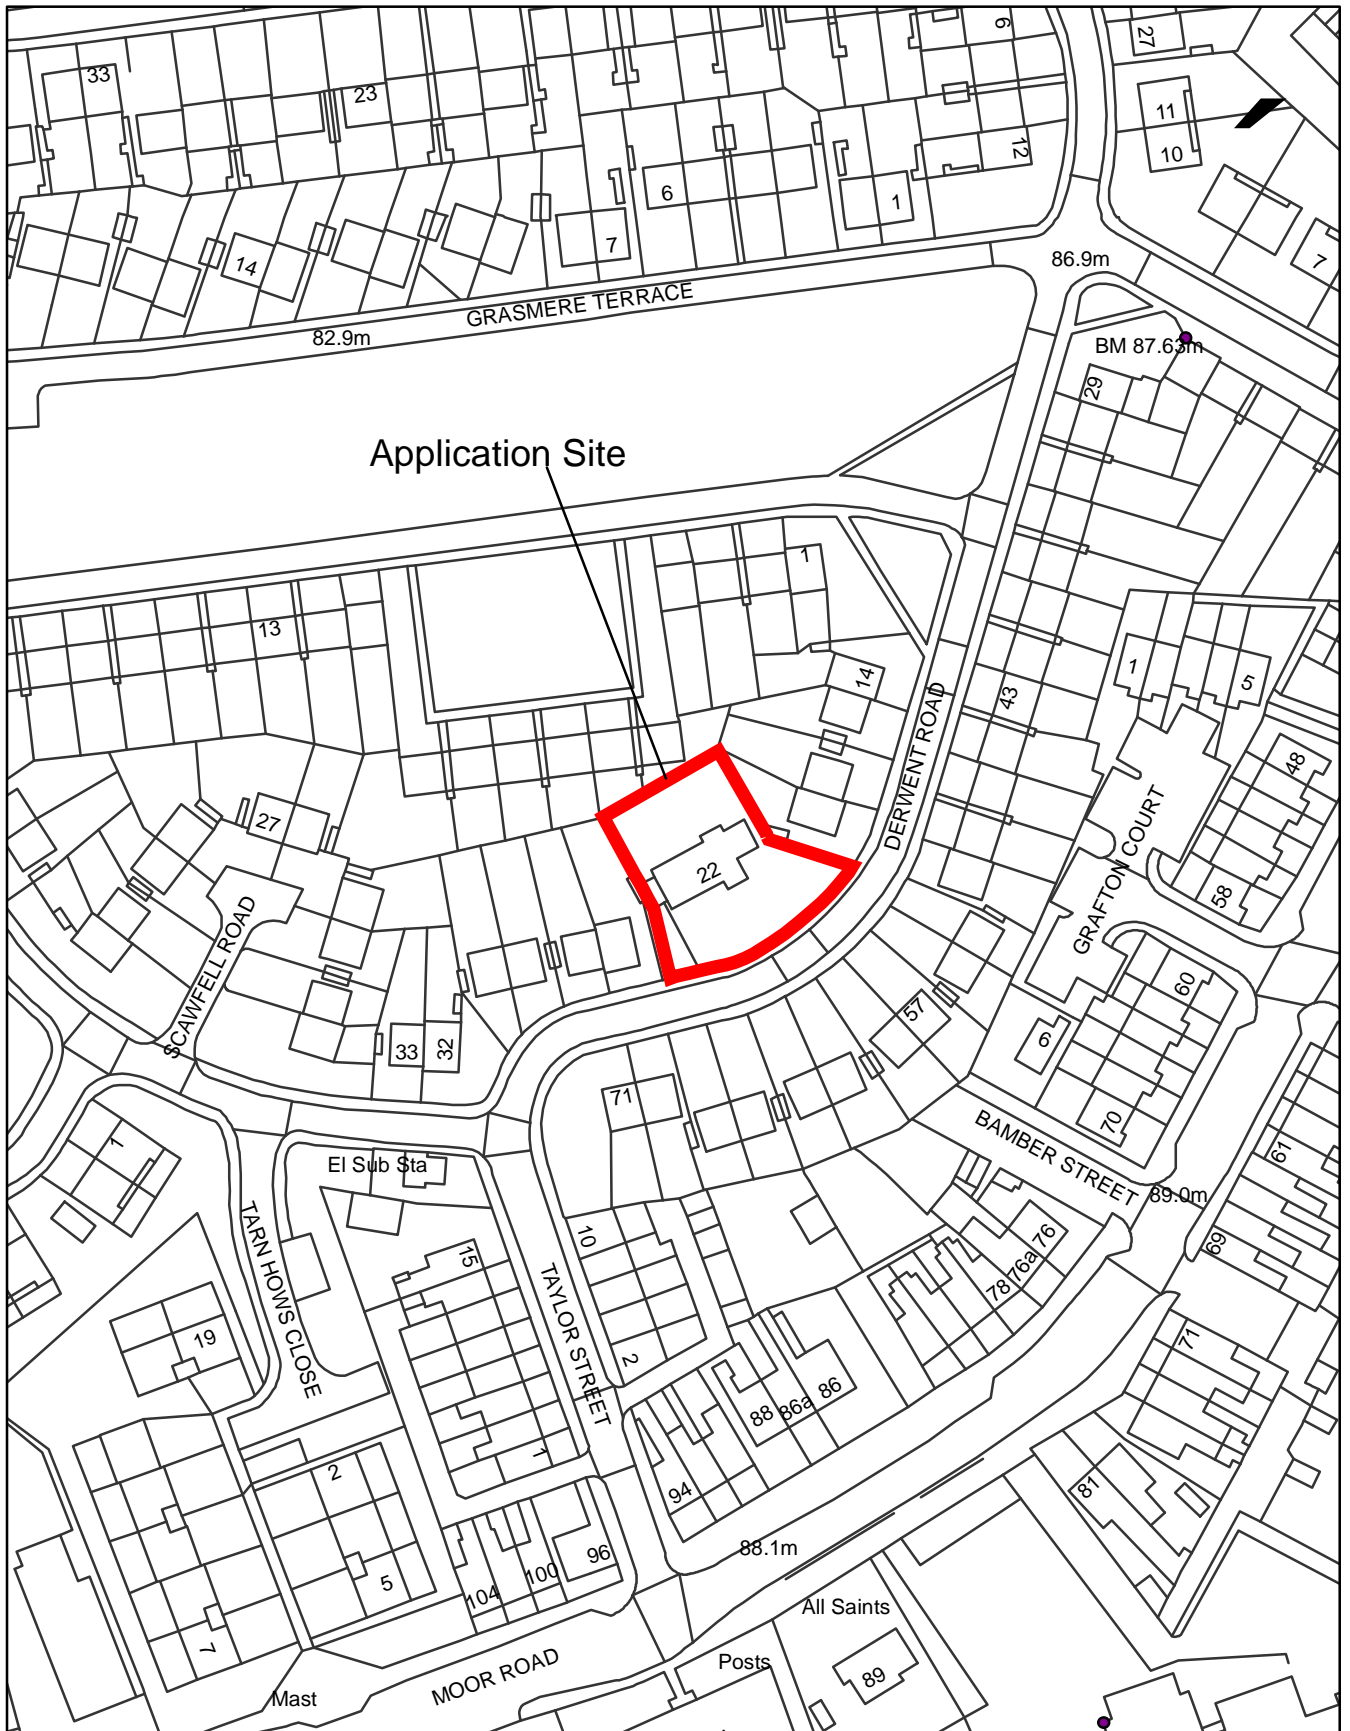 6
27
33
23
11
12
10
6
1
7
14
7
86.9m
GRASMERE TERRACE
82.9m
BM 87.63m
29
Application Site
1
13
1
14
5
43
DERWENT ROAD
48
27
GRAFTON COURT
22
58
SCAWFELL ROAD
60
57
6
33
32
71
70
BAMBER STREET
61
1
El Sub Sta
89.0m
TARN HOWS CLOSE
10
15
76
69
76a
78
TAYLOR STREET
19
71
2
86
86a
88
1
2
94
81
88.1m
96
100
5
104
All Saints
7
MOOR ROAD
Posts
89
Mast